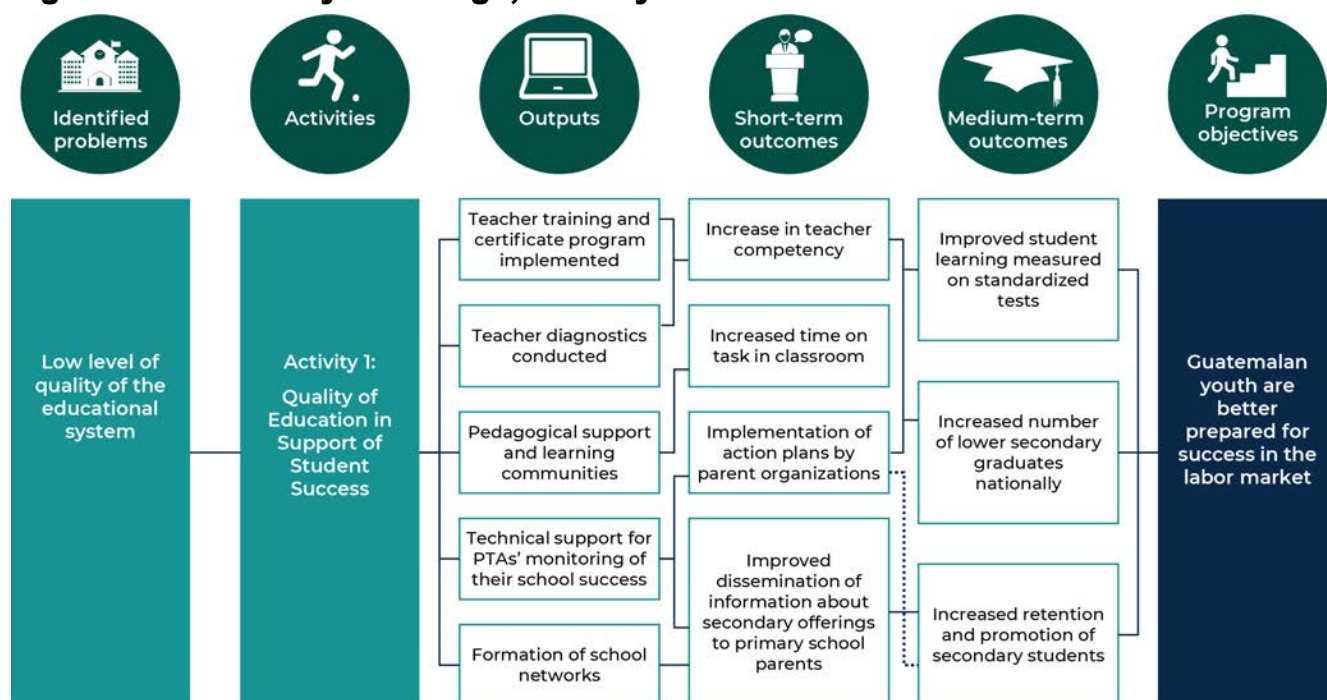 Identified
problems
Activities
Outputs
Short-term
outcomes
Medium-term
outcomes
Program
objectives
Low level of
quality of the
educational
system
Activity 1:
Quality of
Education in
Support of
Student
Success
Teacher training and
certificate program
implemented
Teacher diagnostics
conducted
Pedagogical support
and learning
communities
Technical support for
PTAs' monitoring of
their school success
Formation of school
networks
Increase in teacher
competency
Increased time on
task in classroom
Implementation of
action plans by
parent organizations
Improved
dissemination of
information about
secondary offerings
to primary school
parents
Improved student
learning measured
on standardized
tests
Increased number
of lower secondary
graduates
nationally
Increased retention
and promotion of
secondary students
Guatemalan
youth are
better
prepared for
success in the
labor market